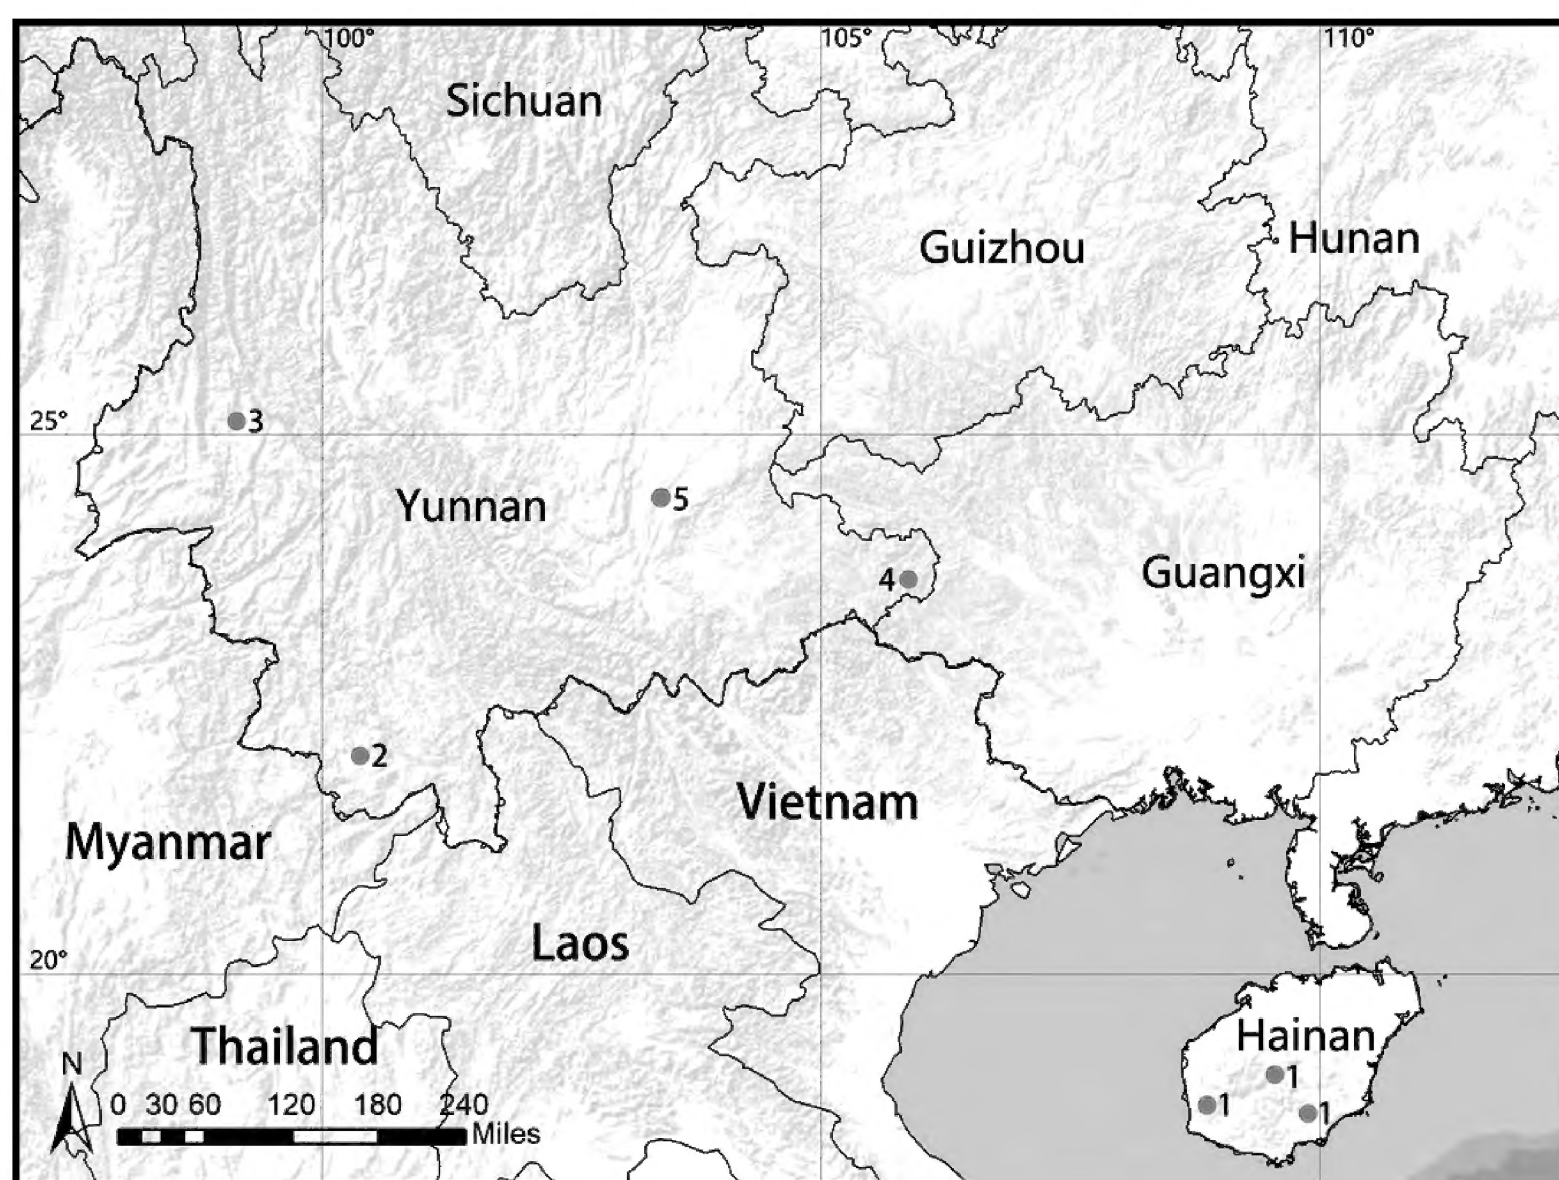 100° 105° 110°
Sichuan
Guizhou
Hunan
25°
3
Yunnan
5
4
Guangxi
2
Vietnam
Myanmar
Laos
20°
Hainan
Thailand
N
1
1
1
0 30 60 120 180 240
Miles